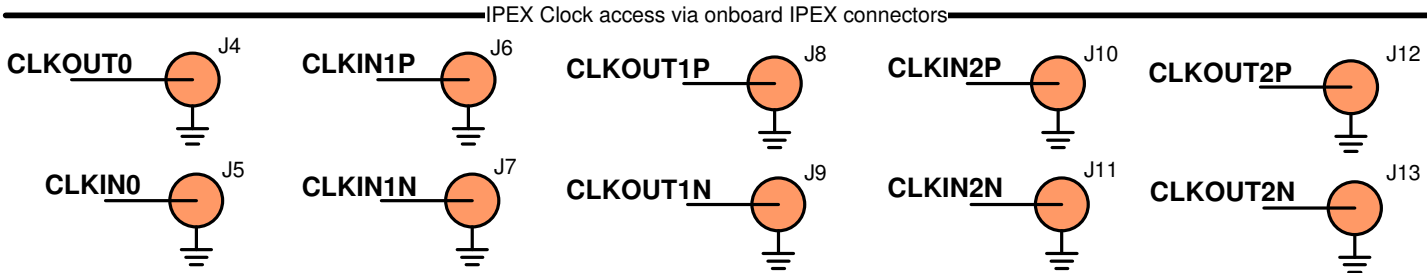 IPEX Clock access via onboard IPEX connectors
CLKOUT0 J4
CLKIN1P J6
CLKOUT1P J8
CLKIN2P J10
CLKOUT2P J12
CLKIN0 J5
CLKIN1N J7
CLKOUT1N J9
CLKIN2N J11
CLKOUT2N J13